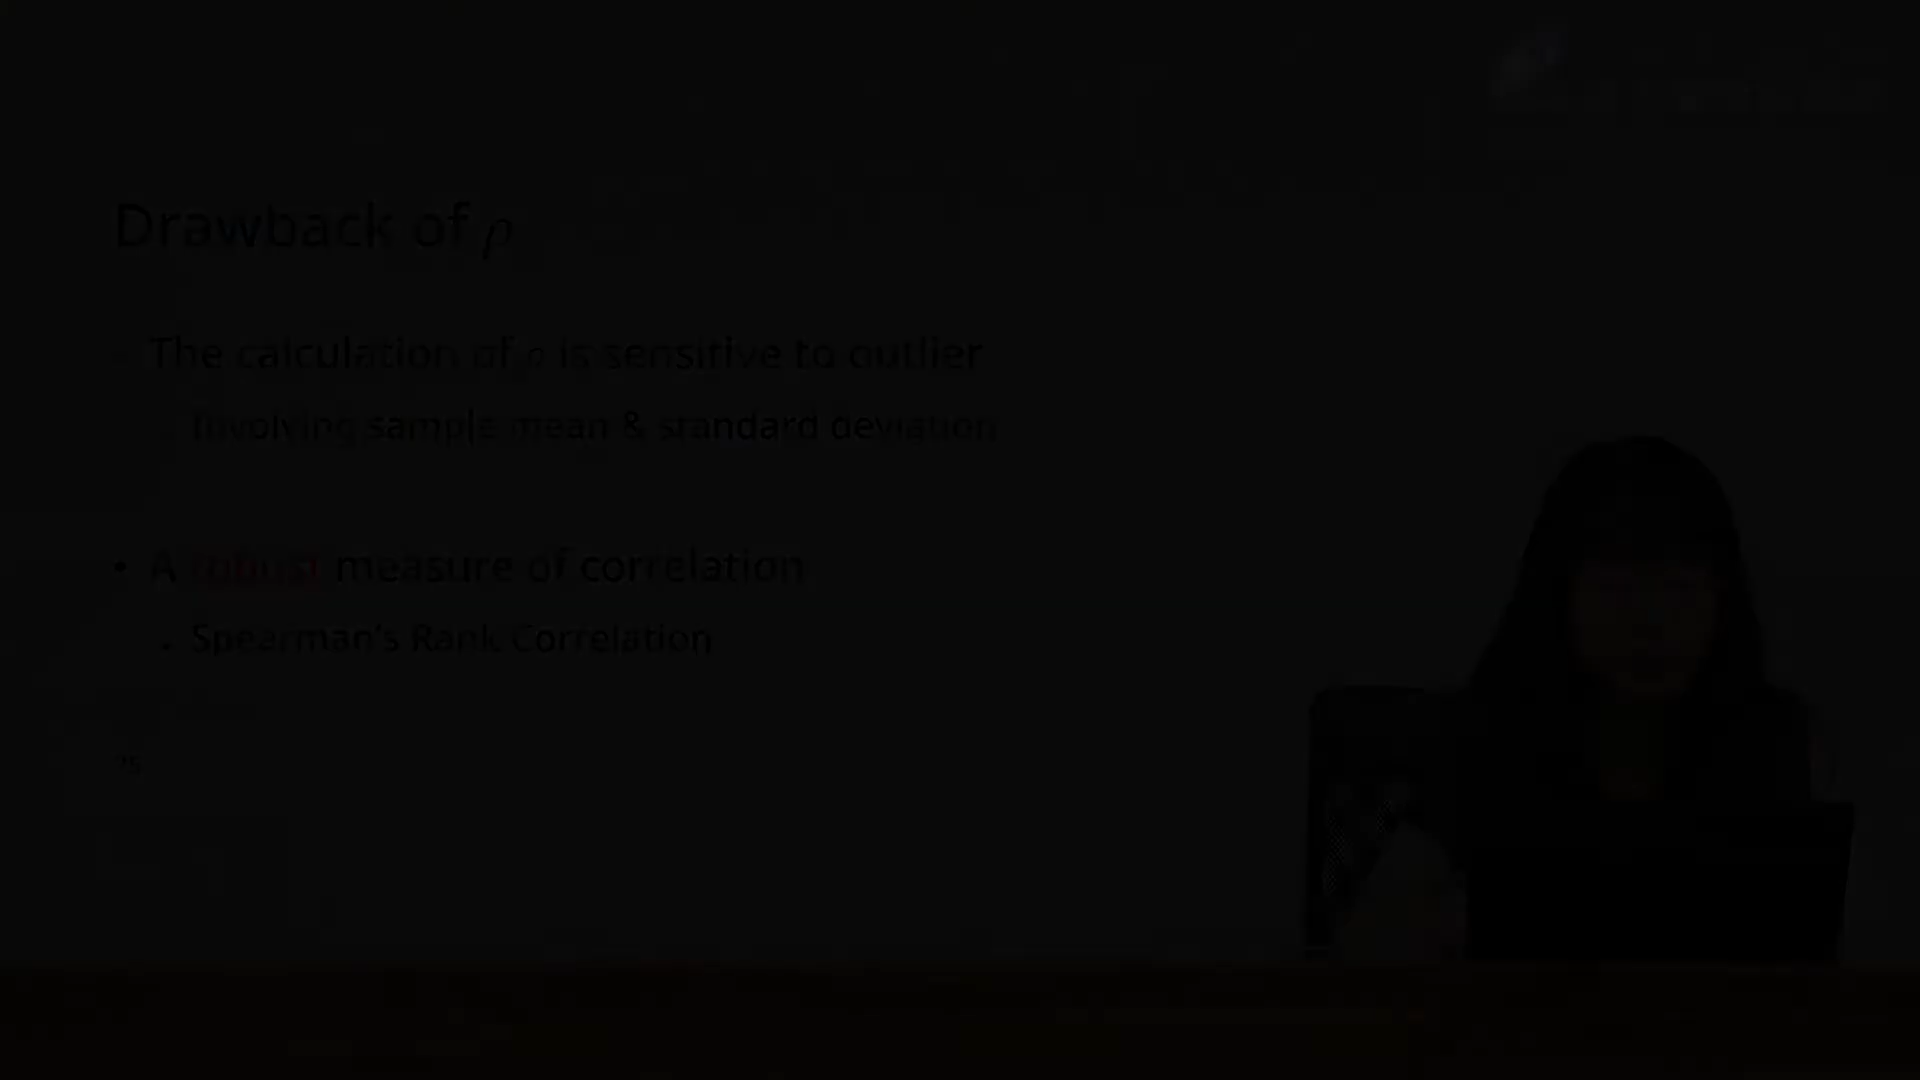 Drawback of ρ
The calculation of ρ is sensitive to outlier
Involving sample mean & standard deviation
• A robust measure of correlation
• Spearman's Rank Correlation